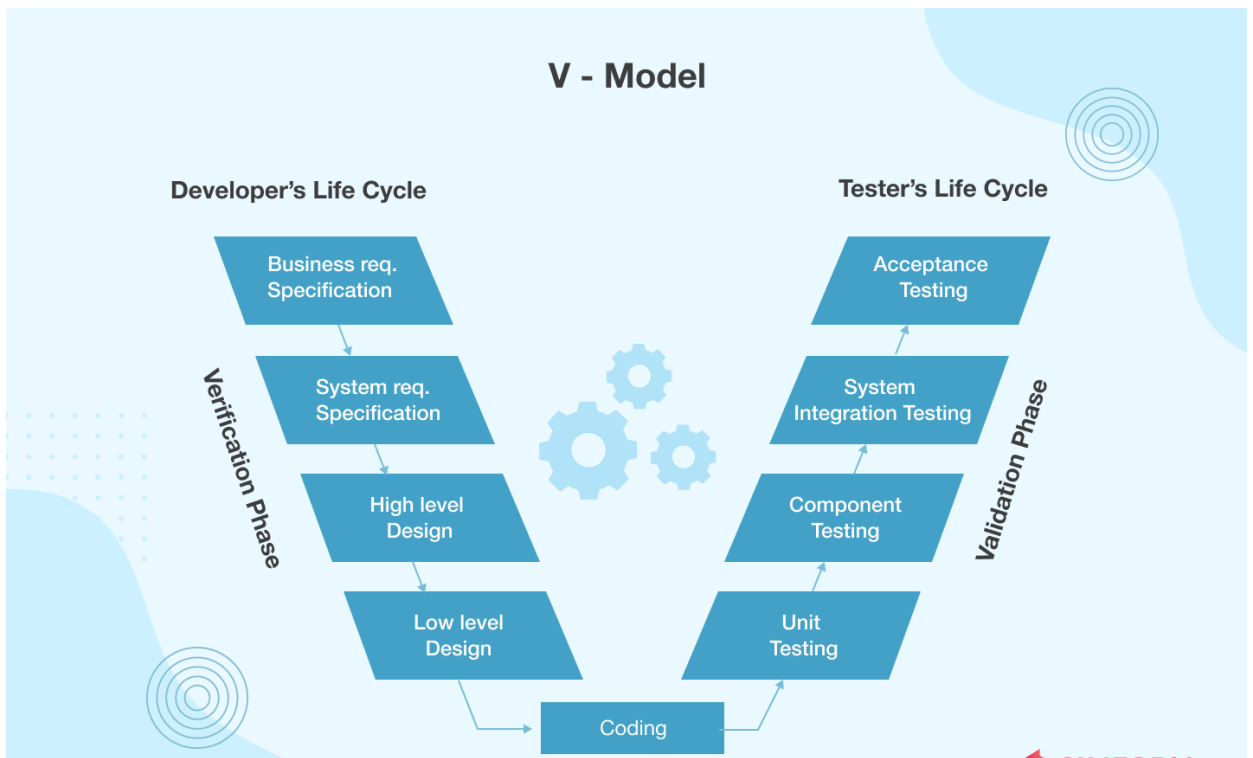 V - Model
Developer's Life Cycle
Tester's Life Cycle
Business req.
Specification
System req.
Specification
High level
Design
Low level
Design
Coding
Unit
Testing
Component
Testing
System
Integration Testing
Acceptance
Testing
Verification Phase
Validation Phase